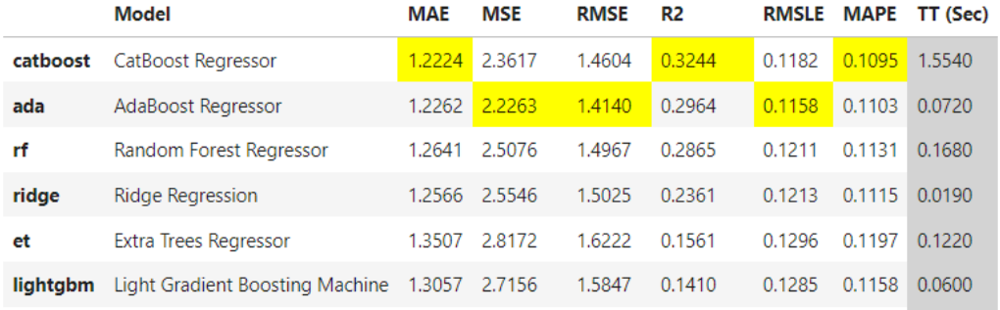 Model MAE MSE RMSE R2 RMSLE MAPE TT (Sec)
catboost CatBoost Regressor 1.2224 2.3617 1.4604 0.3244 0.1182 0.1095 1.5540
ada AdaBoost Regressor 1.2262 2.2263 1.4140 0.2964 0.1158 0.1103 0.0720
rf Random Forest Regressor 1.2641 2.5076 1.4967 0.2865 0.1211 0.1131 0.1680
ridge Ridge Regression 1.2566 2.5546 1.5025 0.2361 0.1213 0.1115 0.0190
et Extra Trees Regressor 1.3507 2.8172 1.6222 0.1561 0.1296 0.1197 0.1220
lightgbm Light Gradient Boosting Machine 1.3057 2.7156 1.5847 0.1410 0.1285 0.1158 0.0600